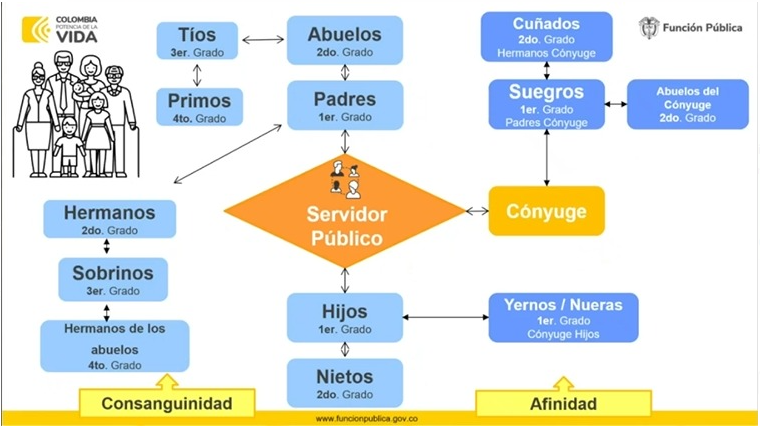 COLOMBIA
POTENCIA DE LA
VIDA
Tíos
3er. Grado
Primos
4to. Grado
Abuelos
2do. Grado
Padres
1er. Grado
Cuñados
2do. Grado
Hermanos Cónyuge
Función Pública
Suegros
1er. Grado
Padres Cónyuge
Abuelos del
Cónyuge
2do. Grado
Servidor
Público
Cónyuge
Hermanos
2do. Grado
Sobrinos
3er. Grado
Hermanos de los
abuelos
4to. Grado
Hijos
1er. Grado
Nietos
2do. Grado
Yernos / Nueras
1er. Grado
Cónyuge Hijos
Consanguinidad
Afinidad
www.funcionpublica.gov.co